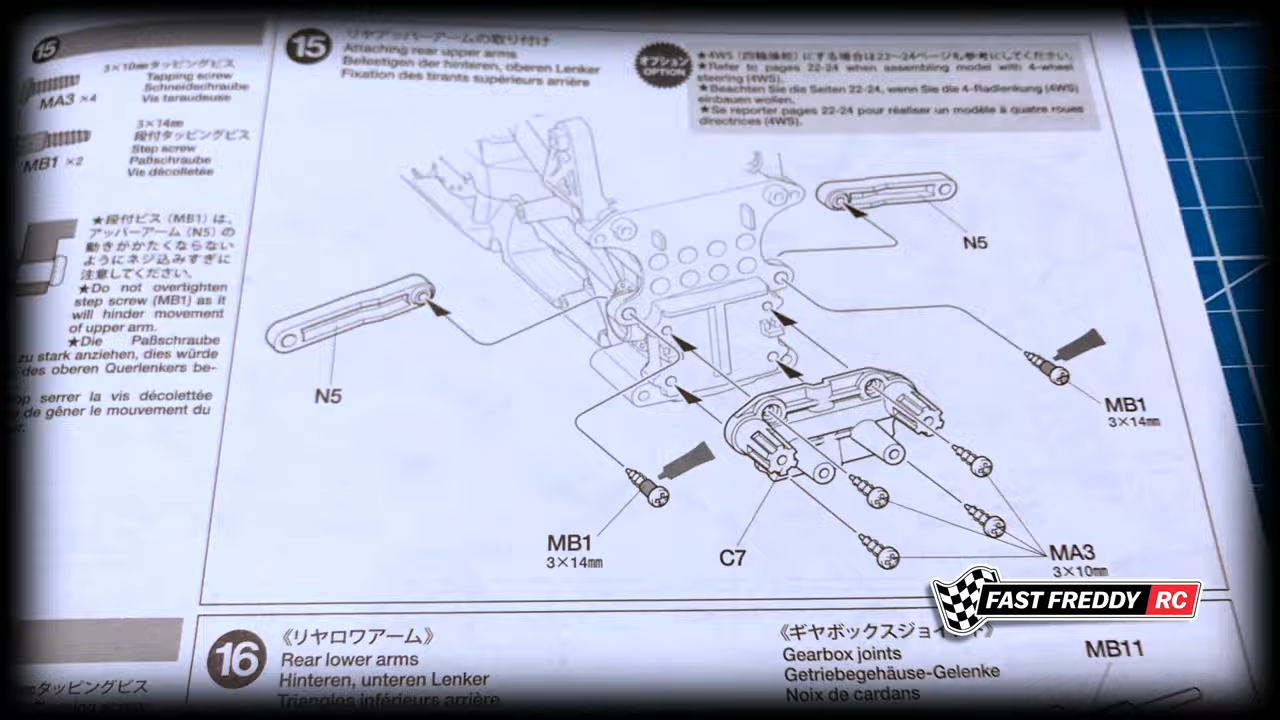 15
3×10mmタッピングビス
Tapping screw
Schneidschraube
Vis taraudeuse
MA3 ×4
3×14mm
段付タッピングビス
Step screw
Paßschraube
Vis décolletée
MB1 ×2
★段付ビス (MB1) は、
アッパーアーム (N5) の
動きがかたくならない
ようにネジ込みすぎに
注意してください。
★Do not overtighten
step screw (MB1) as it
will hinder movement
of upper arm.
★Die Paßschraube
zu stark anziehen, dies würde
des oberen Querlenkers be-
serrer la vis décolletée
de gêner le mouvement du
15
リヤアッパーアームの取り付け
Attaching rear upper arms
Befestigen der hinteren, oberen Lenker
Fixation des tirants supérieurs arrière
オプション
OPTION
★4WS (四輪操舵) にする場合は22〜24ページも参考にしてください。
★Refer to pages 22-24 when assembling model with 4-wheel
steering (4WS).
★Beachten Sie die Seiten 22-24, wenn Sie die 4-Radlenkung (4WS)
einbauen wollen.
★Se reporter pages 22-24 pour réaliser un modèle à quatre roues
directrices (4WS).
N5
N5
MB1
3×14mm
MB1
3×14mm
C7
MA3
3×10mm
FAST FREDDY RC
16
《リヤロワアーム》
Rear lower arms
Hinteren, unteren Lenker
Triangles inférieurs arrière
《ギヤボックスジョイ
Gearbox joints
Getriebegehäuse-Gelenke
Noix de cardans
MB11
タッピングビス